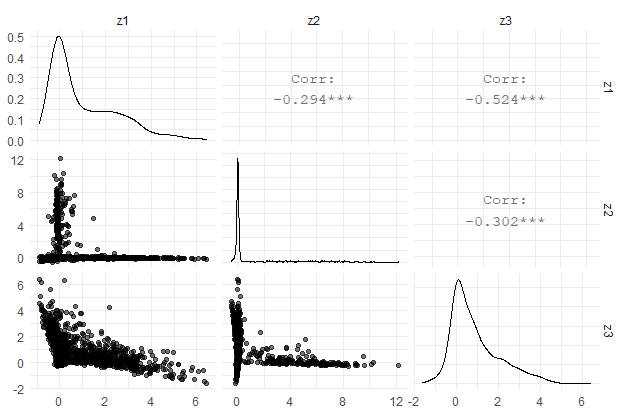 z1 z2 z3
0.5
0.4
0.3
0.2
0.1
0.0
Corr:
-0.294***
Corr:
-0.524***
z1
12
8
4
0
Corr:
-0.302***
z2
6
4
2
0
-2
z3
0 2 4 6 0 4 8 12 -2 0 2 4 6